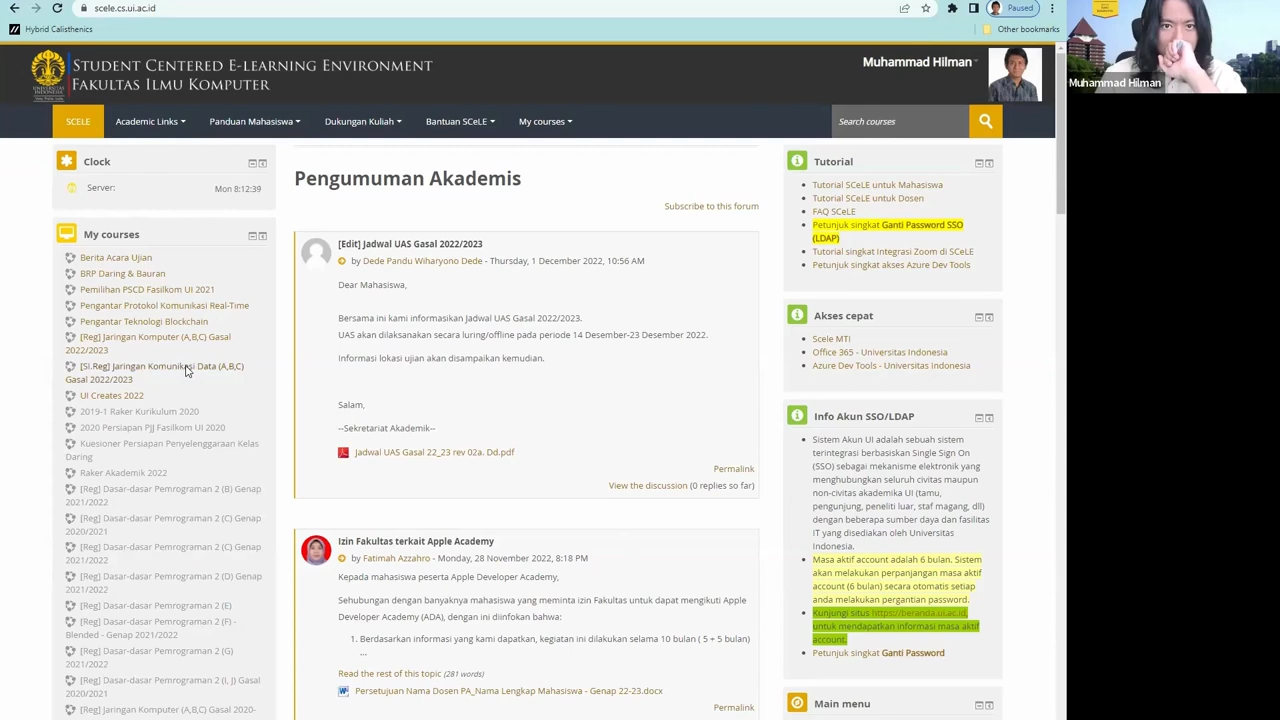 scele.cs.ui.ac.id
Paused
Hybrid Calisthenics
Other bookmarks
STUDENT CENTERED E-LEARNING ENVIRONMENT
FAKULTAS ILMU KOMPUTER
Muhammad Hilman
Muhammad Hilman
SCELE
Academic Links
Panduan Mahasiswa
Dukungan Kuliah
Bantuan SCeLE
My courses
Search courses
Clock
Server:
Mon 8:12:39
My courses
Berita Acara Ujian
BRP Daring & Bauran
Pemilihan PSCD Fasilkom UI 2021
Pengantar Protokol Komunikasi Real-Time
Pengantar Teknologi Blockchain
[Reg] Jaringan Komputer (A,B,C) Gasal
2022/2023
[SI.Reg] Jaringan Komunikasi Data (A,B,C)
Gasal 2022/2023
UI Creates 2022
2019-1 Raker Kurikulum 2020
2020 Persiapan PJJ Fasilkom UI 2020
Kuesioner Persiapan Penyelenggaraan Kelas
Daring
Raker Akademik 2022
[Reg] Dasar-dasar Pemrograman 2 (B) Genap
2021/2022
[Reg] Dasar-dasar Pemrograman 2 (C) Genap
2020/2021
[Reg] Dasar-dasar Pemrograman 2 (C) Genap
2021/2022
[Reg] Dasar-dasar Pemrograman 2 (D) Genap
2021/2022
[Reg] Dasar-dasar Pemrograman 2 (E)
[Reg] Dasar-dasar Pemrograman 2 (F) -
Blended - Genap 2021/2022
[Reg] Dasar-dasar Pemrograman 2 (G)
2021/2022
[Reg] Dasar-dasar Pemrograman 2 (I, J) Gasal
2020/2021
[Reg] Jaringan Komputer (A,B,C) Gasal 2020-
Pengumuman Akademis
Subscribe to this forum
[Edit] Jadwal UAS Gasal 2022/2023
by Dede Pandu Wiharyono Dede - Thursday, 1 December 2022, 10:56 AM
Dear Mahasiswa,
Bersama ini kami informasikan Jadwal UAS Gasal 2022/2023.
UAS akan dilaksanakan secara luring/offline pada periode 14 Desember-23 Desember 2022.
Informasi lokasi ujian akan disampaikan kemudian.
Salam,
--Sekretariat Akademik--
Jadwal UAS Gasal 22_23 rev 02a. Dd.pdf
Permalink
View the discussion (0 replies so far)
Izin Fakultas terkait Apple Academy
by Fatimah Azzahro - Monday, 28 November 2022, 8:18 PM
Kepada mahasiswa peserta Apple Developer Academy,
Sehubungan dengan banyaknya mahasiswa yang meminta izin Fakultas untuk dapat mengikuti Apple
Developer Academy (ADA), dengan ini diinfokan bahwa:
1. Berdasarkan informasi yang kami dapatkan, kegiatan ini dilakukan selama 10 bulan ( 5 + 5 bulan)
...
Read the rest of this topic (281 words)
Persetujuan Nama Dosen PA_Nama Lengkap Mahasiswa - Genap 22-23.docx
Permalink
Tutorial
Tutorial SCeLE untuk Mahasiswa
Tutorial SCeLE untuk Dosen
FAQ SCeLE
Petunjuk singkat Ganti Password SSO
(LDAP)
Tutorial singkat Integrasi Zoom di SCeLE
Petunjuk singkat akses Azure Dev Tools
Akses cepat
Scele MTI
Office 365 - Universitas Indonesia
Azure Dev Tools - Universitas Indonesia
Info Akun SSO/LDAP
Sistem Akun UI adalah sebuah sistem
terintegrasi berbasiskan Single Sign On
(SSO) sebagai mekanisme elektronik yang
menghubungkan seluruh civitas maupun
non-civitas akademika UI (tamu,
pengunjung, peneliti luar, staf magang, dll)
dengan beberapa sumber daya dan fasilitas
IT yang disediakan oleh Universitas
Indonesia.
Masa aktif account adalah 6 bulan. Sistem
akan melakukan perpanjangan masa aktif
account (6 bulan) secara otomatis setiap
anda melakukan pergantian password.
Kunjungi situs https://beranda.ui.ac.id,
untuk mendapatkan informasi masa aktif
account.
Petunjuk singkat Ganti Password
Main menu